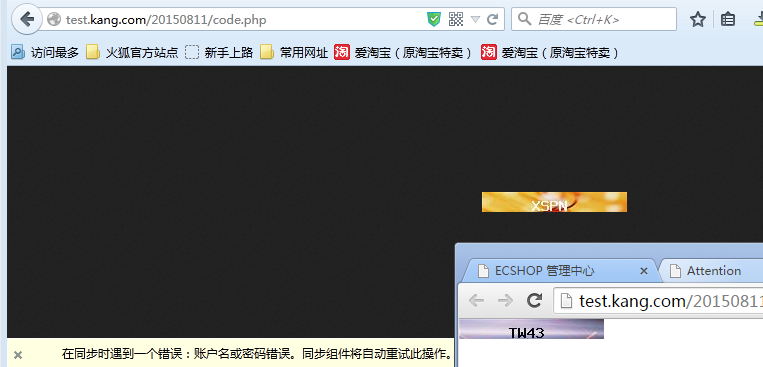 test.kang.com/20150811/code.php
百度 <Ctrl+K>
访问最多 火狐官方站点 新手上路 常用网址 淘 爱淘宝（原淘宝特卖） 淘 爱淘宝（原淘宝特卖）
XSPN
ECSHOP 管理中心 Attention
test.kang.com/2015081
TW43
在同步时遇到一个错误：账户名或密码错误。同步组件将自动重试此操作。